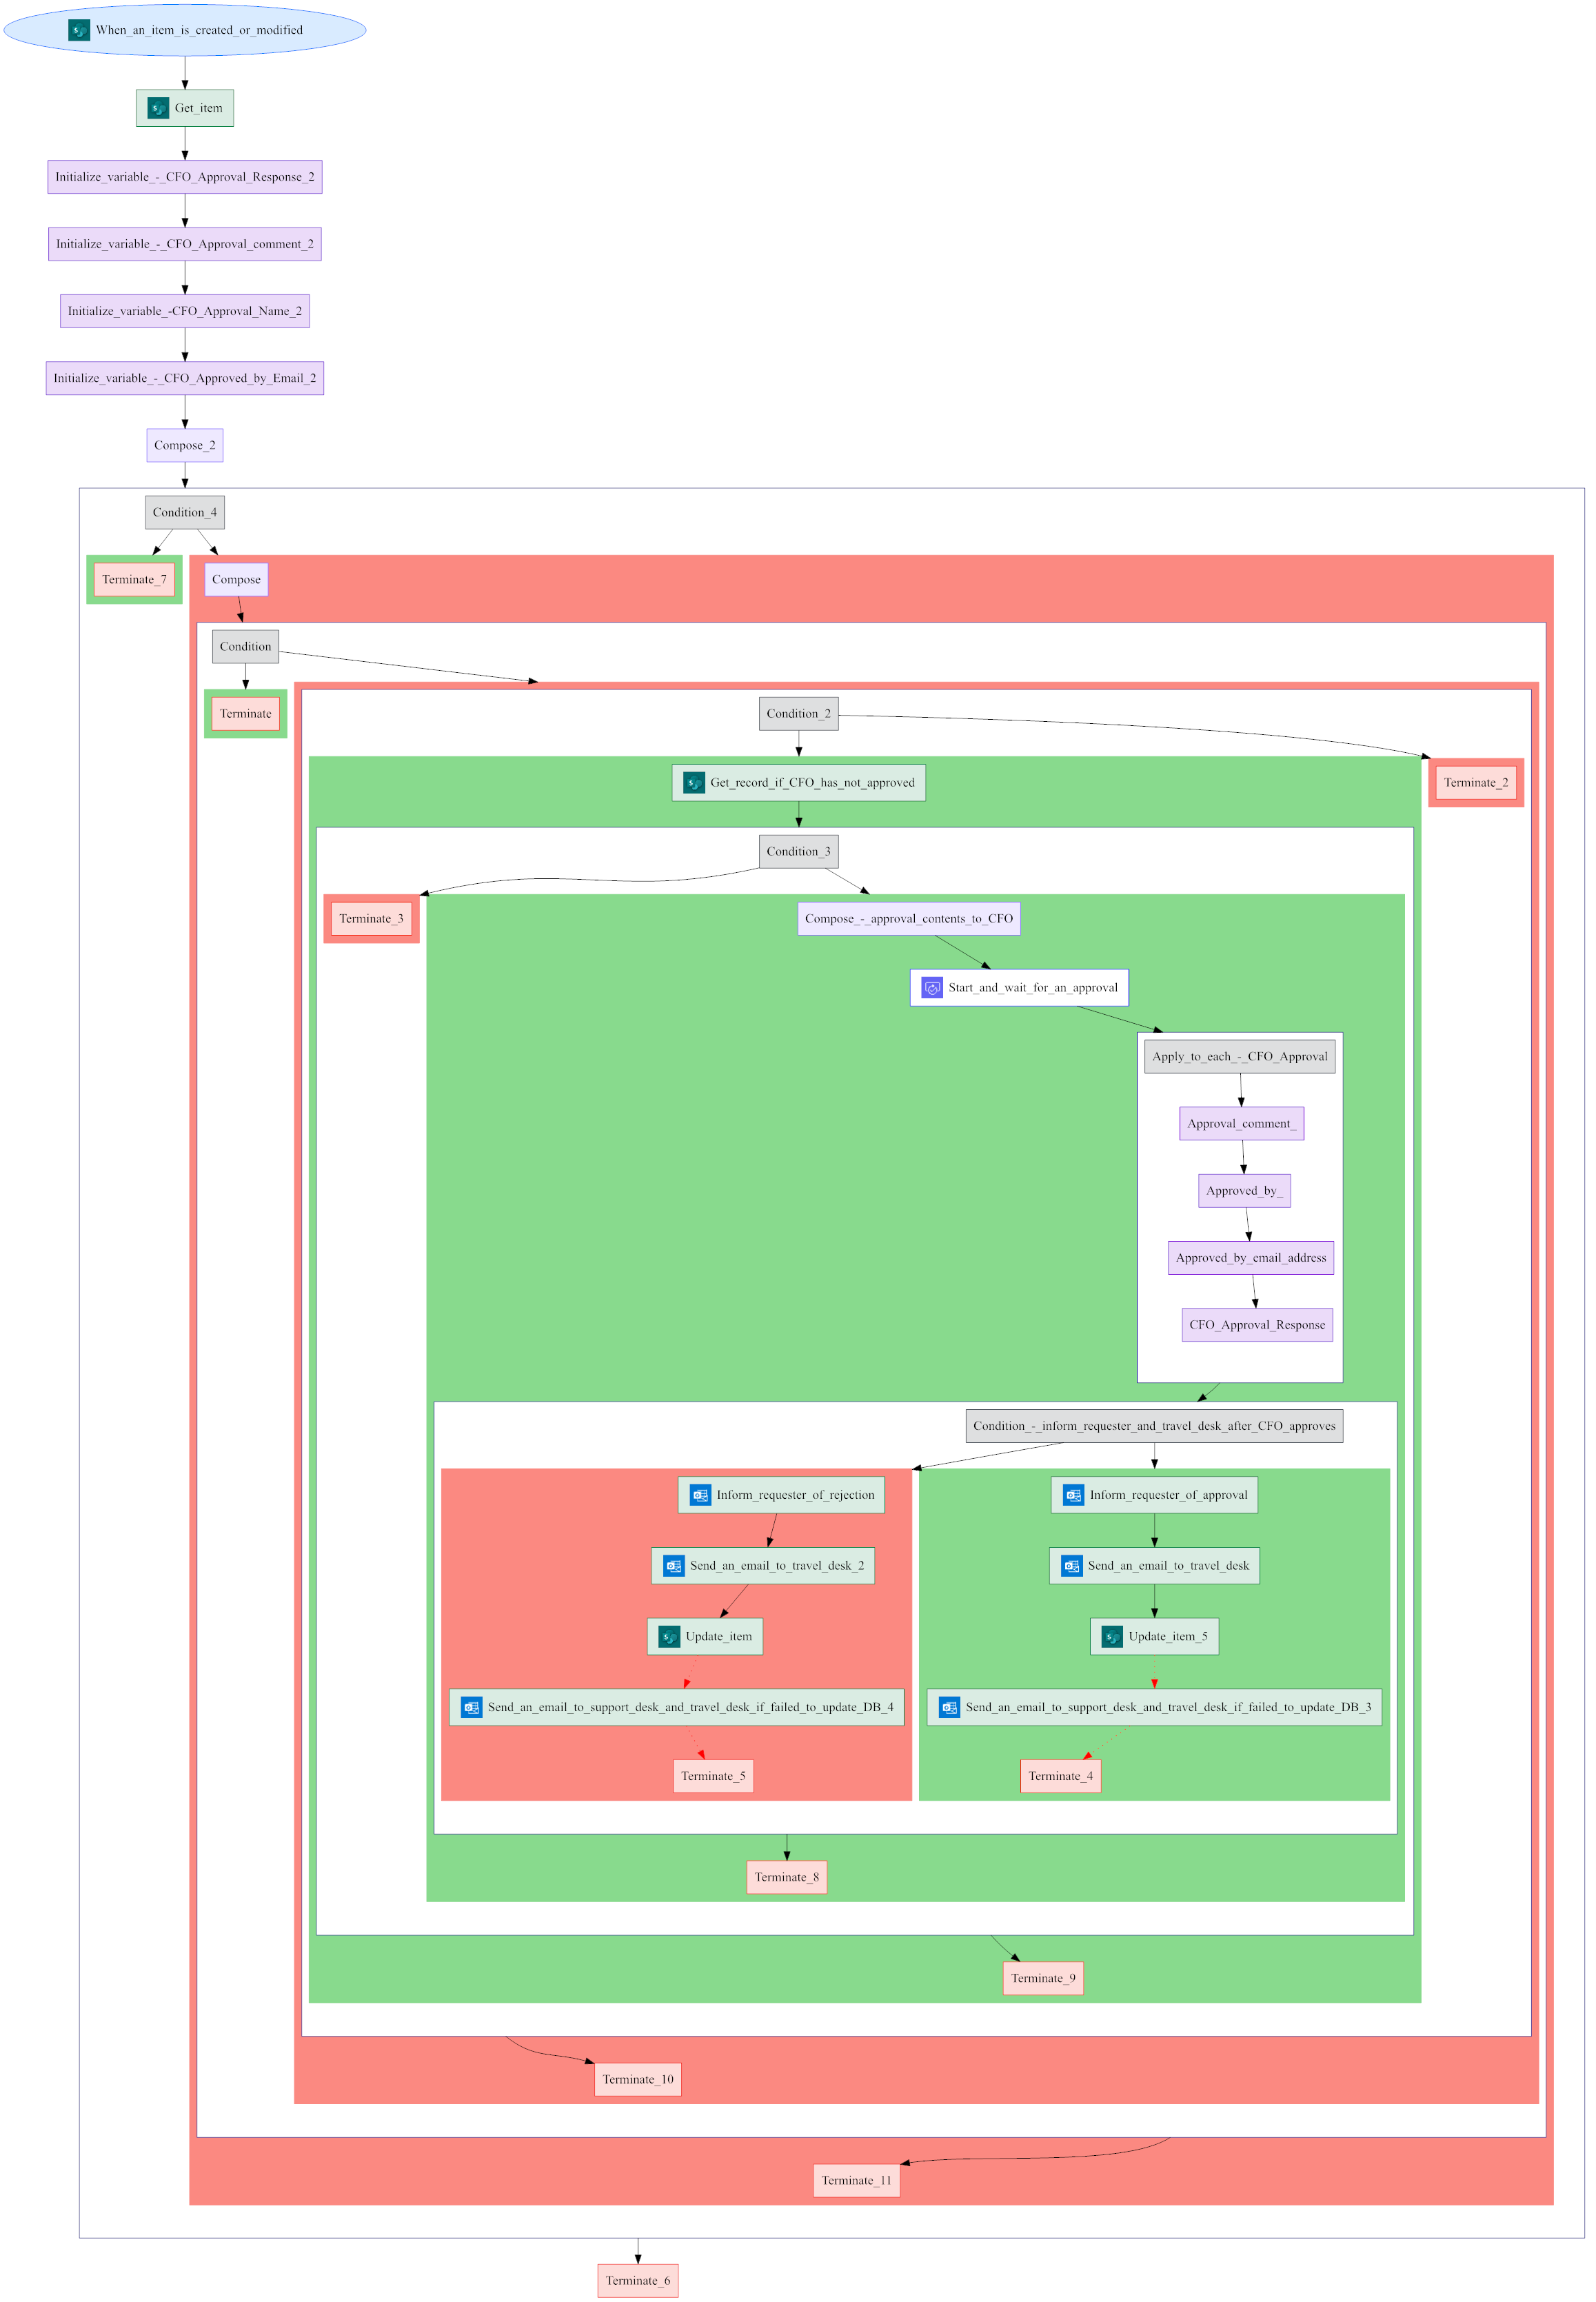 When_an_item_is_created_or_modified
Get_item
Initialize_variable_-_CFO_Approval_Response_2
Initialize_variable_-_CFO_Approval_comment_2
Initialize_variable_-CFO_Approval_Name_2
Initialize_variable_-_CFO_Approved_by_Email_2
Compose_2
Condition_4
Terminate_7
Compose
Condition
Terminate
Condition_2
Get_record_if_CFO_has_not_approved
Terminate_2
Condition_3
Terminate_3
Compose_-_approval_contents_to_CFO
Start_and_wait_for_an_approval
Apply_to_each_-_CFO_Approval
Approval_comment_
Approved_by_
Approved_by_email_address
CFO_Approval_Response
Condition_-_inform_requester_and_travel_desk_after_CFO_approves
Inform_requester_of_rejection
Inform_requester_of_approval
Send_an_email_to_travel_desk_2
Send_an_email_to_travel_desk
Update_item
Update_item_5
Send_an_email_to_support_desk_and_travel_desk_if_failed_to_update_DB_4
Send_an_email_to_support_desk_and_travel_desk_if_failed_to_update_DB_3
Terminate_5
Terminate_4
Terminate_8
Terminate_9
Terminate_10
Terminate_11
Terminate_6